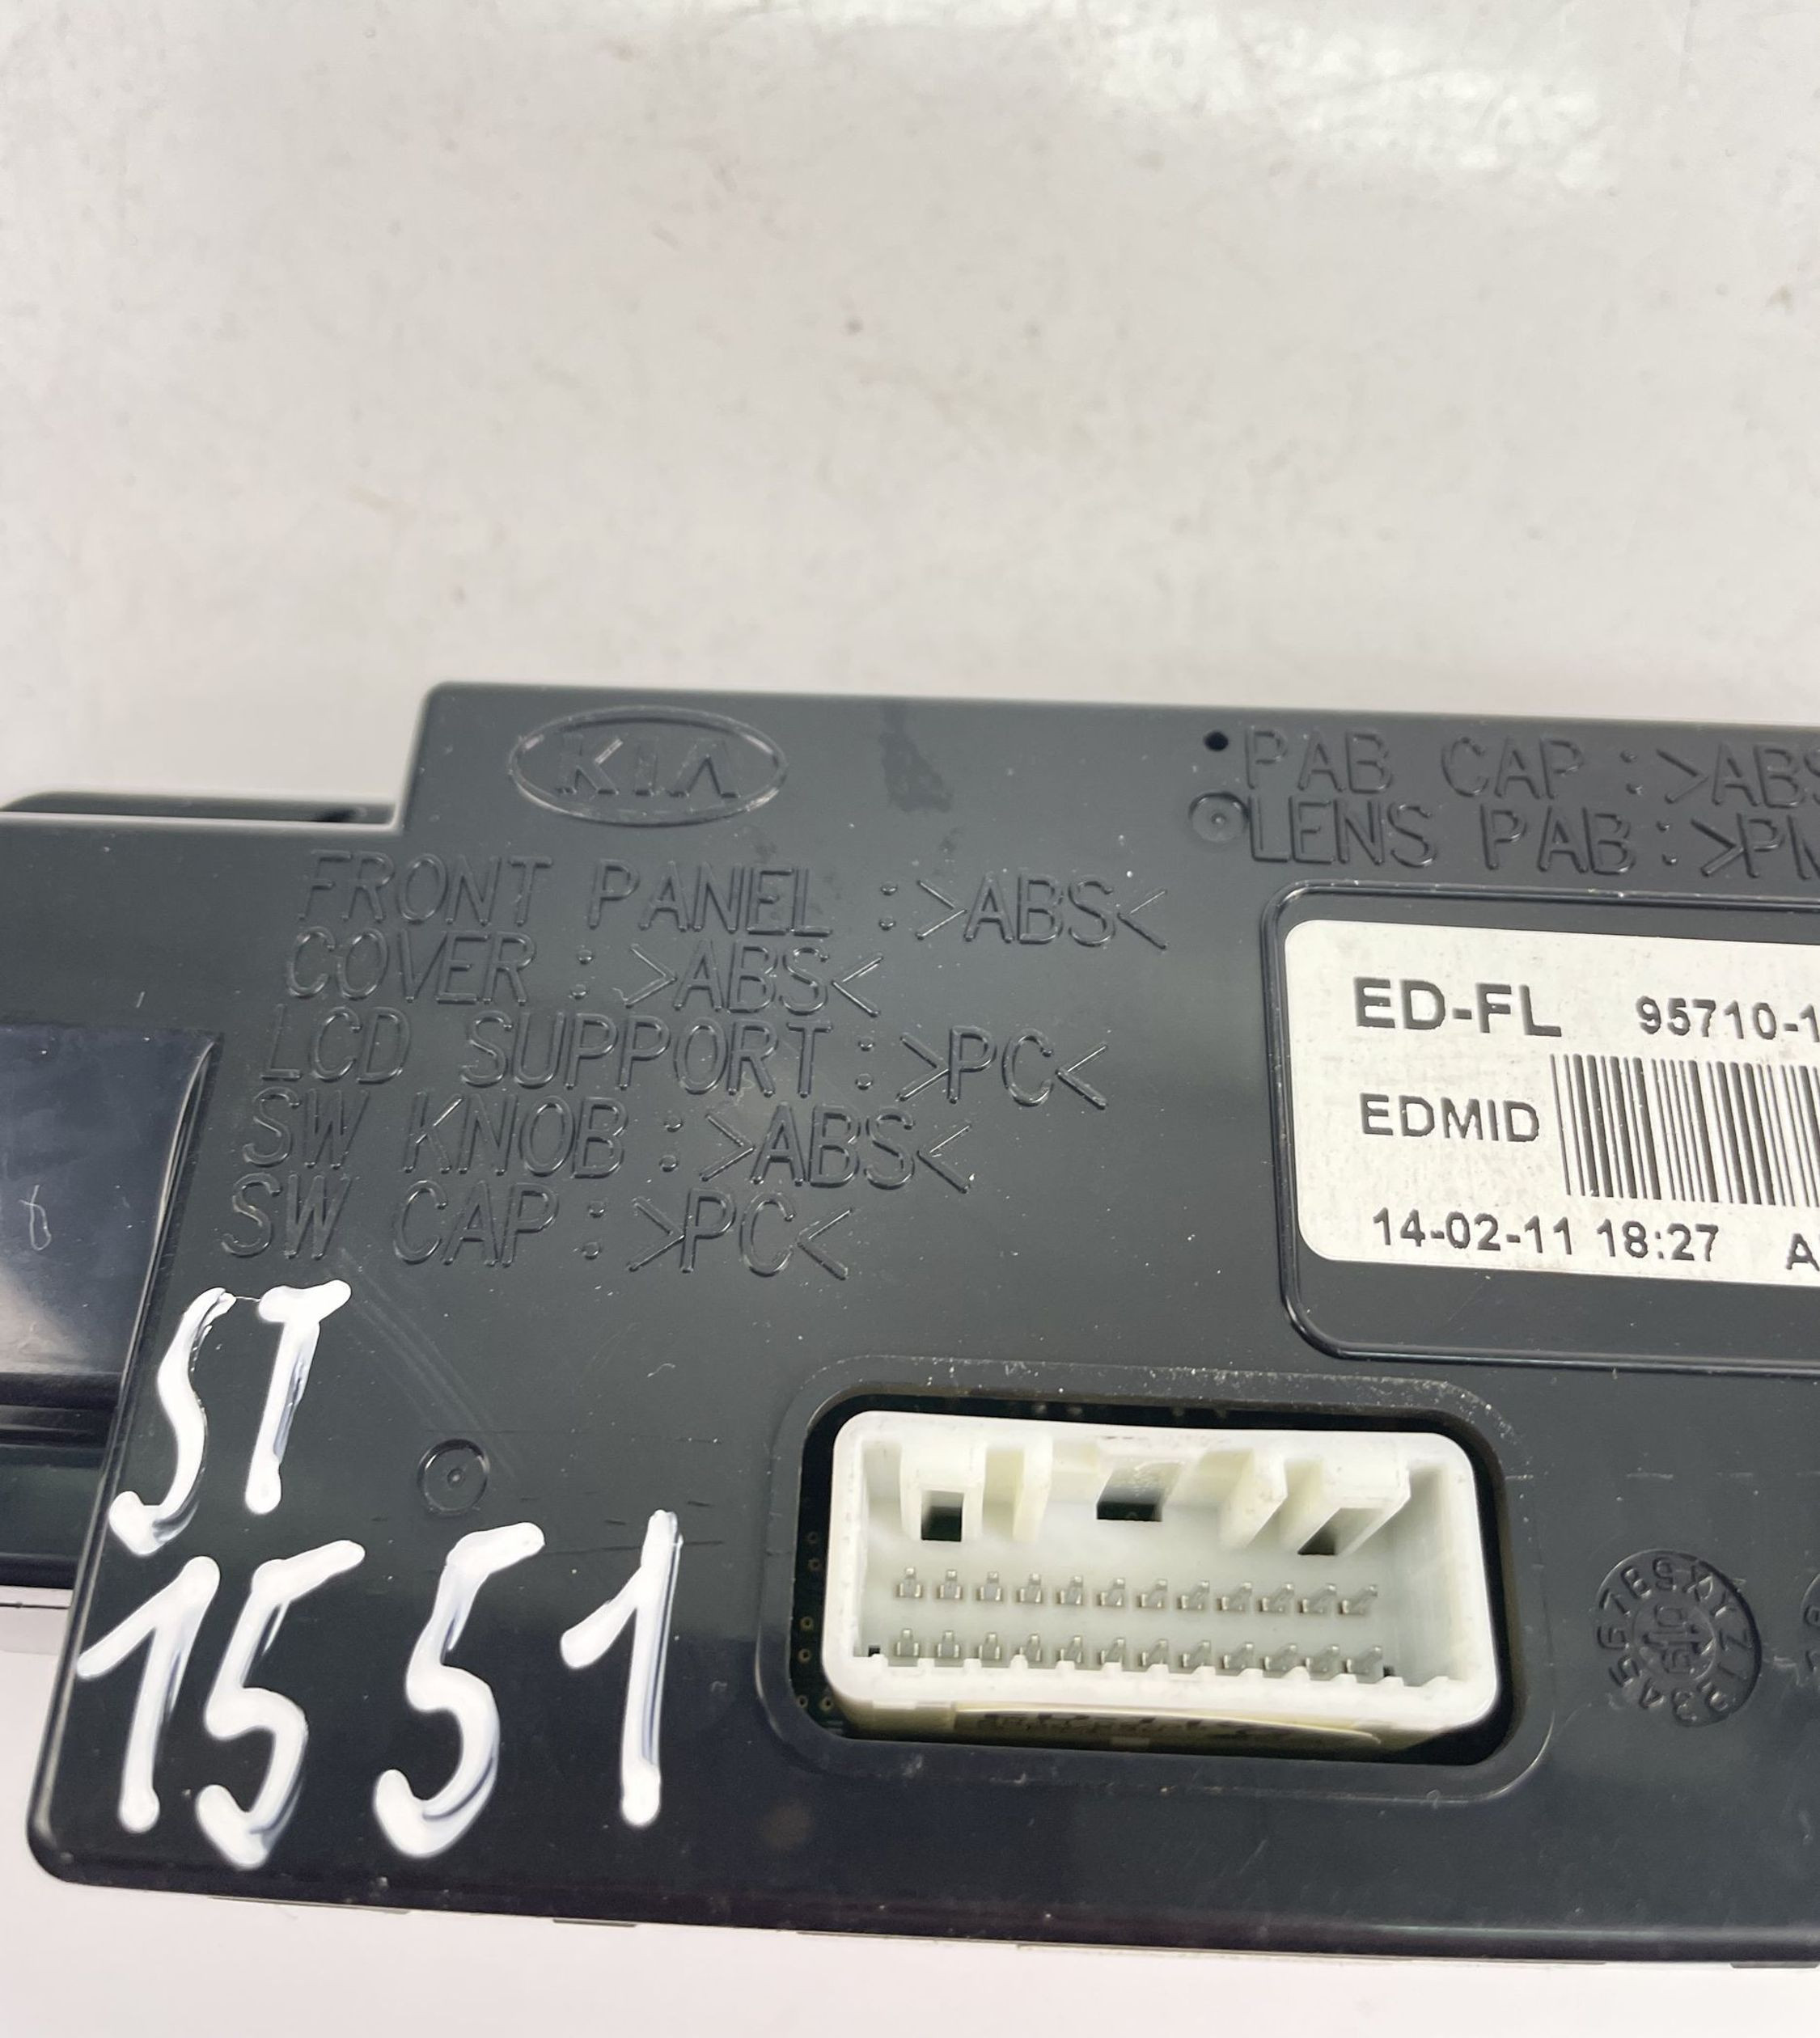 KIA
PAB CAP :>ABS
LENS PAB:>PM
FRONT PANEL :>ABS<
COVER :>ABS<
LCD SUPPORT :>PC<
SW KNOB :>ABS<
SW CAP :>PC<
ED-FL 95710-1
EDMID
14-02-11 18:27 A
ST
1551